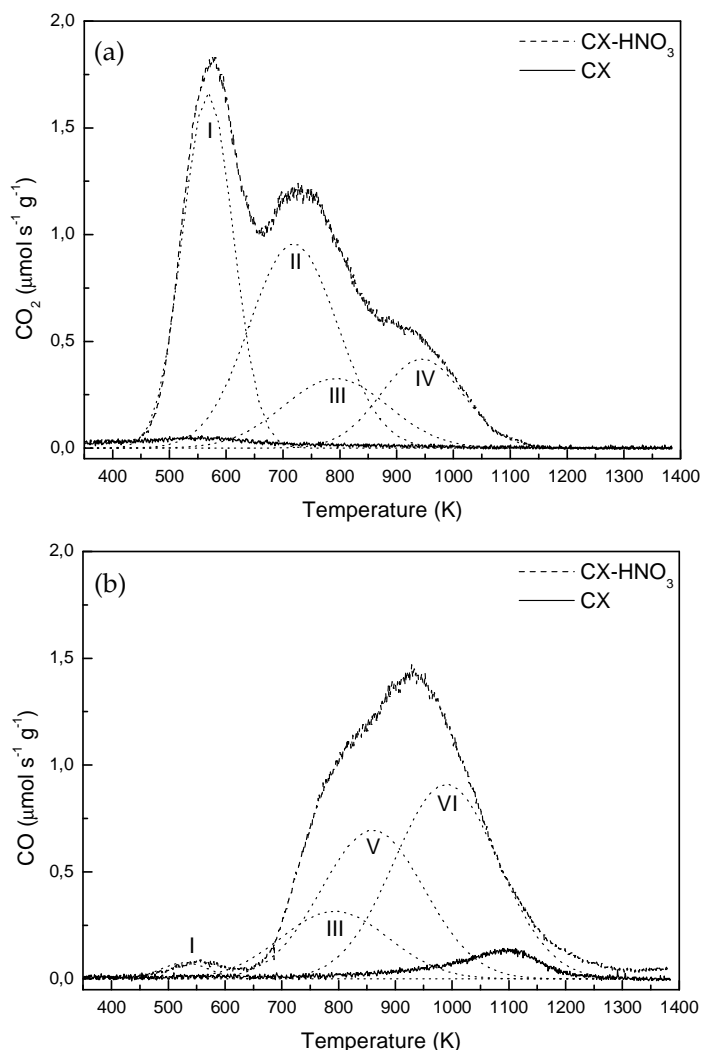 (a)
CX-HNO₃
CX
2,0
1,5
1,0
0,5
0,0
CO₂ (μmol s⁻¹ g⁻¹)
I
II
III
IV
400 500 600 700 800 900 1000 1100 1200 1300 1400
Temperature (K)
(b)
CX-HNO₃
CX
2,0
1,5
1,0
0,5
0,0
CO (μmol s⁻¹ g⁻¹)
I
III
V
VI
400 500 600 700 800 900 1000 1100 1200 1300 1400
Temperature (K)